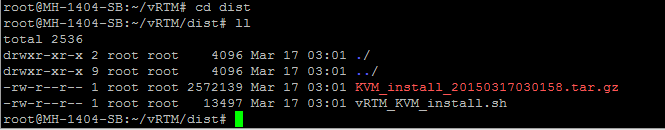 root@MH-1404-SB:~/vRTM# cd dist
root@MH-1404-SB:~/vRTM/dist# ll
total 2536
drwxr-xr-x 2 root root    4096 Mar 17 03:01 ./
drwxr-xr-x 9 root root    4096 Mar 17 03:01 ../
-rw-r--r-- 1 root root 2572139 Mar 17 03:01 KVM_install_20150317030158.tar.gz
-rw-r--r-- 1 root root   13497 Mar 17 03:01 vRTM_KVM_install.sh
root@MH-1404-SB:~/vRTM/dist#